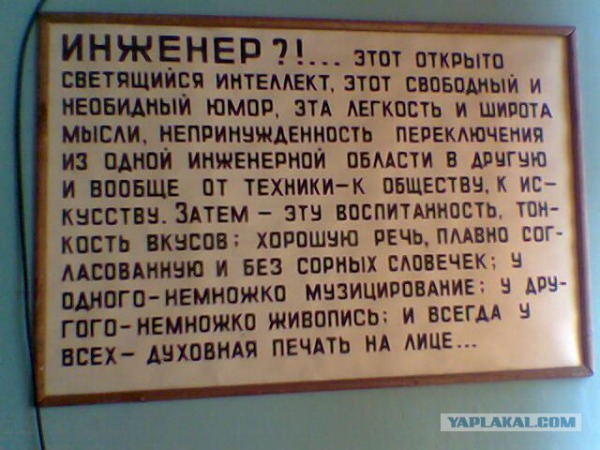 ИНЖЕНЕР?!... ЭТОТ ОТКРЫТО
СВЕТЯЩИЙСЯ ИНТЕЛЛЕКТ, ЭТОТ СВОБОДНЫЙ И
НЕОБИДНЫЙ ЮМОР, ЭТА ЛЕГКОСТЬ И ШИРОТА
МЫСЛИ, НЕПРИНУЖДЕННОСТЬ ПЕРЕКЛЮЧЕНИЯ
ИЗ ОДНОЙ ИНЖЕНЕРНОЙ ОБЛАСТИ В ДРУГУЮ
И ВООБЩЕ ОТ ТЕХНИКИ-К ОБЩЕСТВУ, К ИС-
КУССТВУ. ЗАТЕМ – ЭТУ ВОСПИТАННОСТЬ, ТОН-
КОСТЬ ВКУСОВ; ХОРОШУЮ РЕЧЬ, ПЛАВНО СОГ-
ЛАСОВАННУЮ И БЕЗ СОРНЫХ СЛОВЕЧЕК; У
ОДНОГО-НЕМНОЖКО МУЗИЦИРОВАНИЕ; У ДРУ-
ГОГО-НЕМНОЖКО ЖИВОПИСЬ; И ВСЕГДА У
ВСЕХ– ДУХОВНАЯ ПЕЧАТЬ НА ЛИЦЕ...
YAPLAKAL.COM